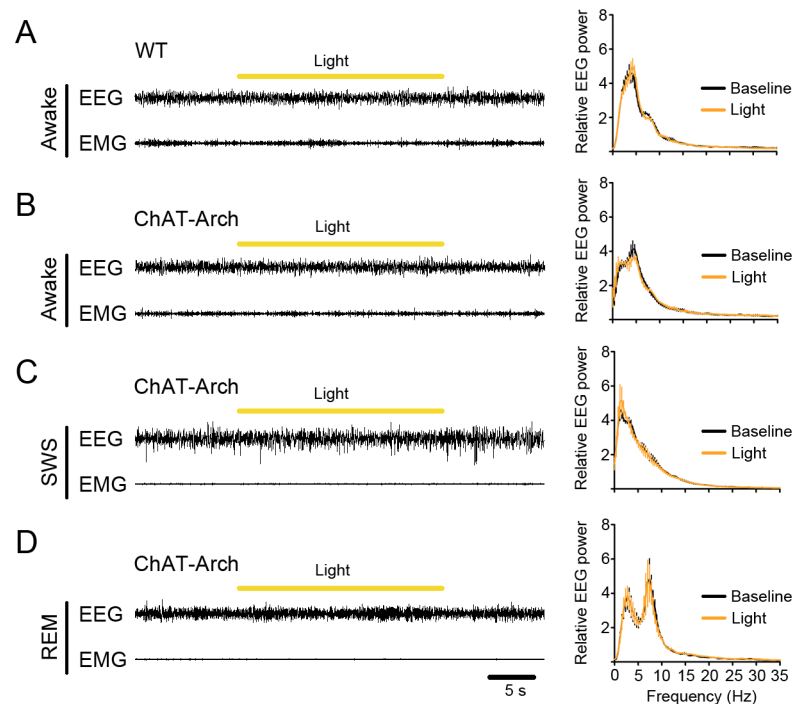 A
WT
Light
Awake
EEG
EMG
Relative EEG power
8
6
4
2
Baseline
Light
B
ChAT-Arch
Light
Awake
EEG
EMG
Relative EEG power
8
6
4
2
Baseline
Light
C
ChAT-Arch
Light
SWS
EEG
EMG
Relative EEG power
8
6
4
2
Baseline
Light
D
ChAT-Arch
Light
REM
EEG
EMG
5 s
Relative EEG power
8
6
4
2
Baseline
Light
0 5 10 15 20 25 30 35
Frequency (Hz)